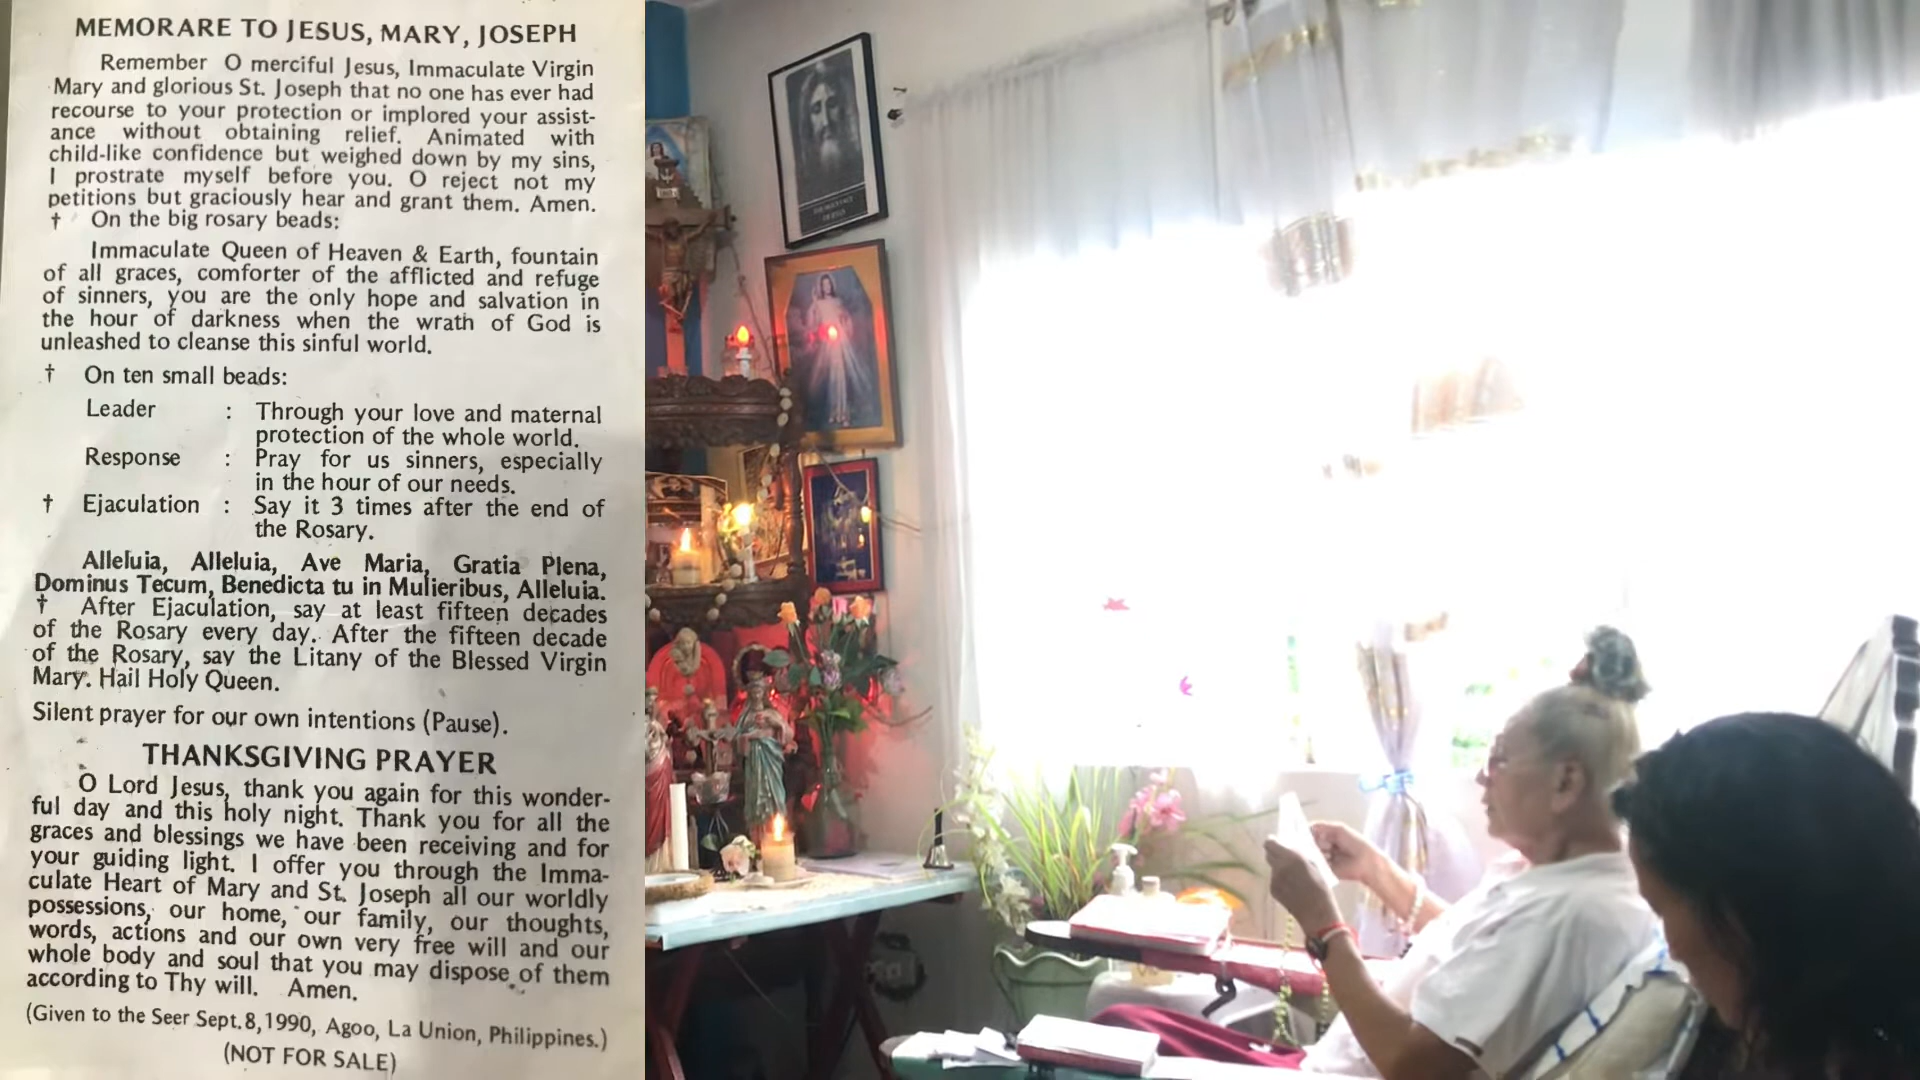 MEMORARE TO JESUS, MARY, JOSEPH
Remember O merciful Jesus, Immaculate Virgin
Mary and glorious St. Joseph that no one has ever had
recourse to your protection or implored your assist-
ance without obtaining relief. Animated with
child-like confidence but weighed down by my sins,
I prostrate myself before you. O reject not my
petitions but graciously hear and grant them. Amen.
† On the big rosary beads:
Immaculate Queen of Heaven & Earth, fountain
of all graces, comforter of the afflicted and refuge
of sinners, you are the only hope and salvation in
the hour of darkness when the wrath of God is
unleashed to cleanse this sinful world.
† On ten small beads:
Leader : Through your love and maternal
protection of the whole world.
Response : Pray for us sinners, especially
in the hour of our needs.
† Ejaculation : Say it 3 times after the end of
the Rosary.
Alleluia, Alleluia, Ave Maria, Gratia Plena,
Dominus Tecum, Benedicta tu in Mulieribus, Alleluia.
† After Ejaculation, say at least fifteen decades
of the Rosary every day. After the fifteen decade
of the Rosary, say the Litany of the Blessed Virgin
Mary. Hail Holy Queen.
Silent prayer for our own intentions (Pause).
THANKSGIVING PRAYER
O Lord Jesus, thank you again for this wonder-
ful day and this holy night. Thank you for all the
graces and blessings we have been receiving and for
your guiding light. I offer you through the Imma-
culate Heart of Mary and St. Joseph all our worldly
possessions, our home, our family, our thoughts,
words, actions and our own very free will and our
whole body and soul that you may dispose of them
according to Thy will. Amen.
(Given to the Seer Sept.8,1990, Agoo, La Union, Philippines.)
(NOT FOR SALE)